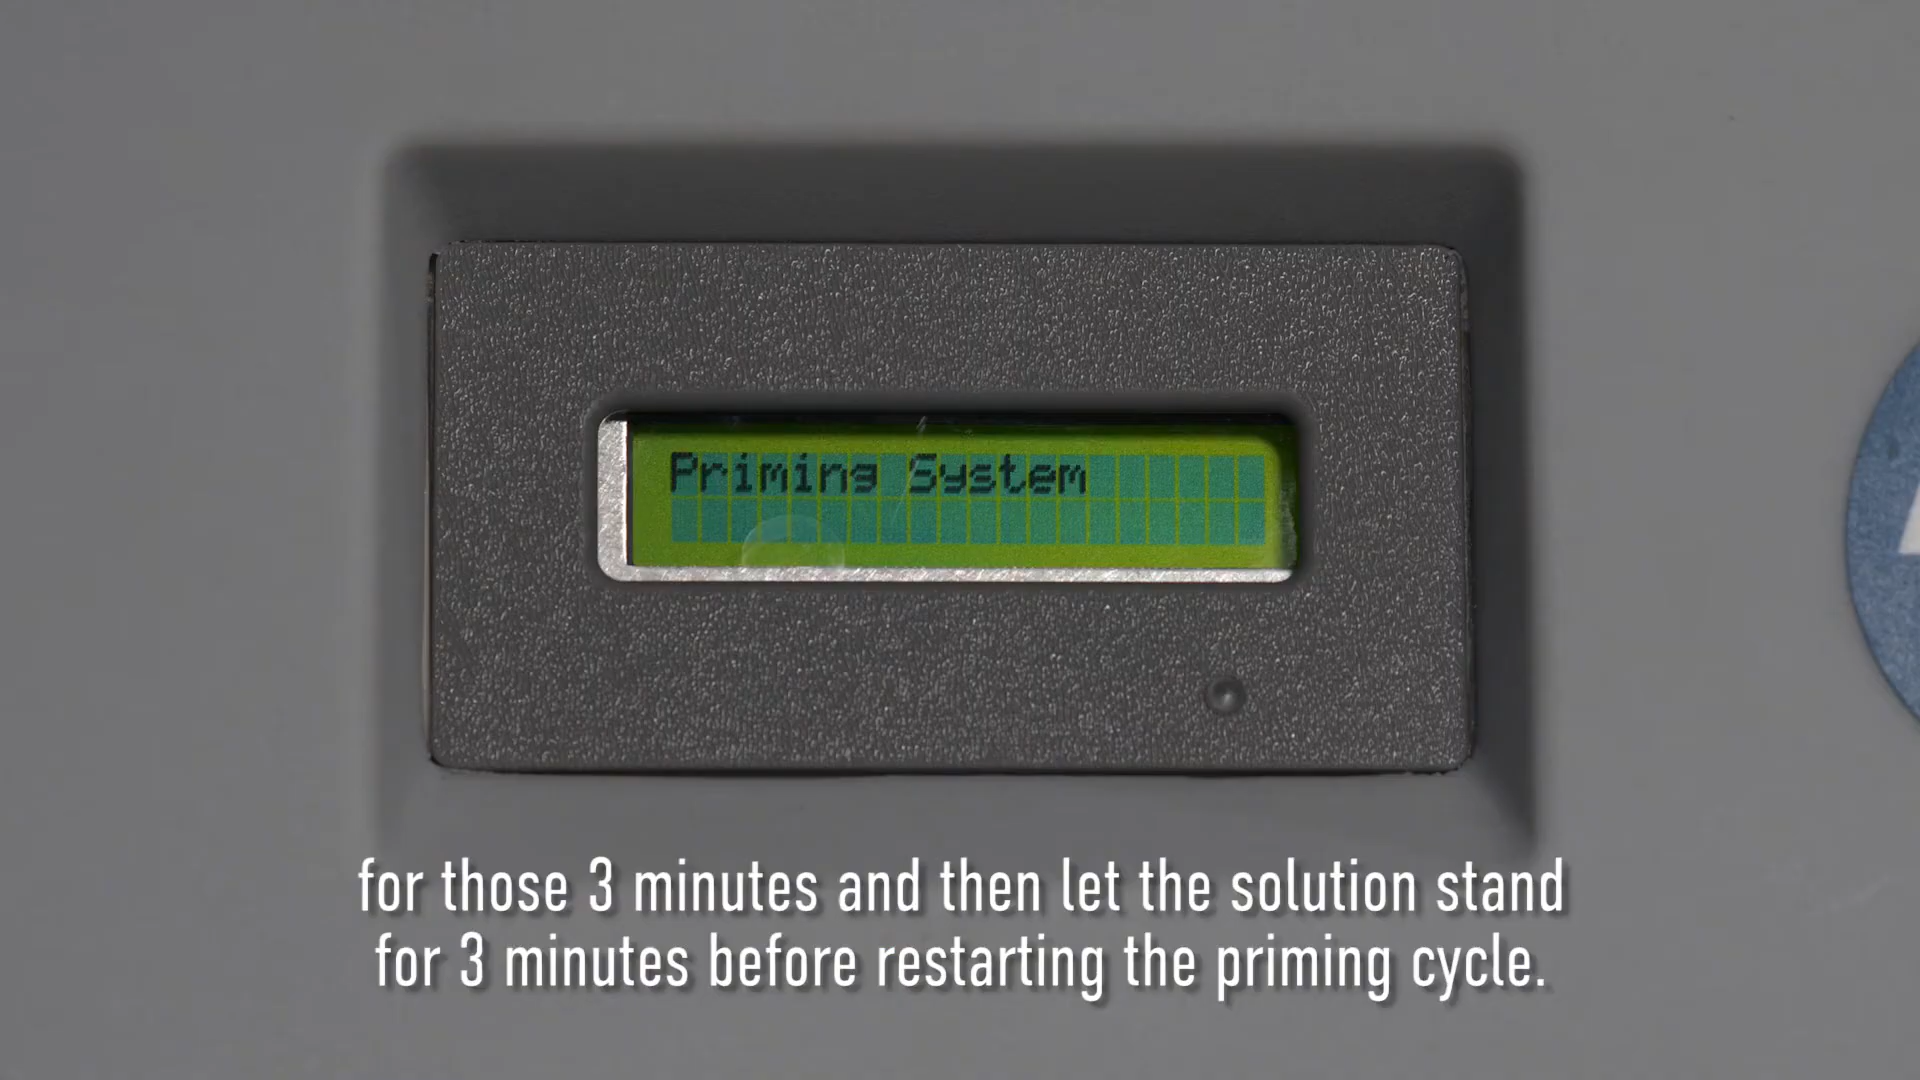 Priming System
for those 3 minutes and then let the solution stand
for 3 minutes before restarting the priming cycle.